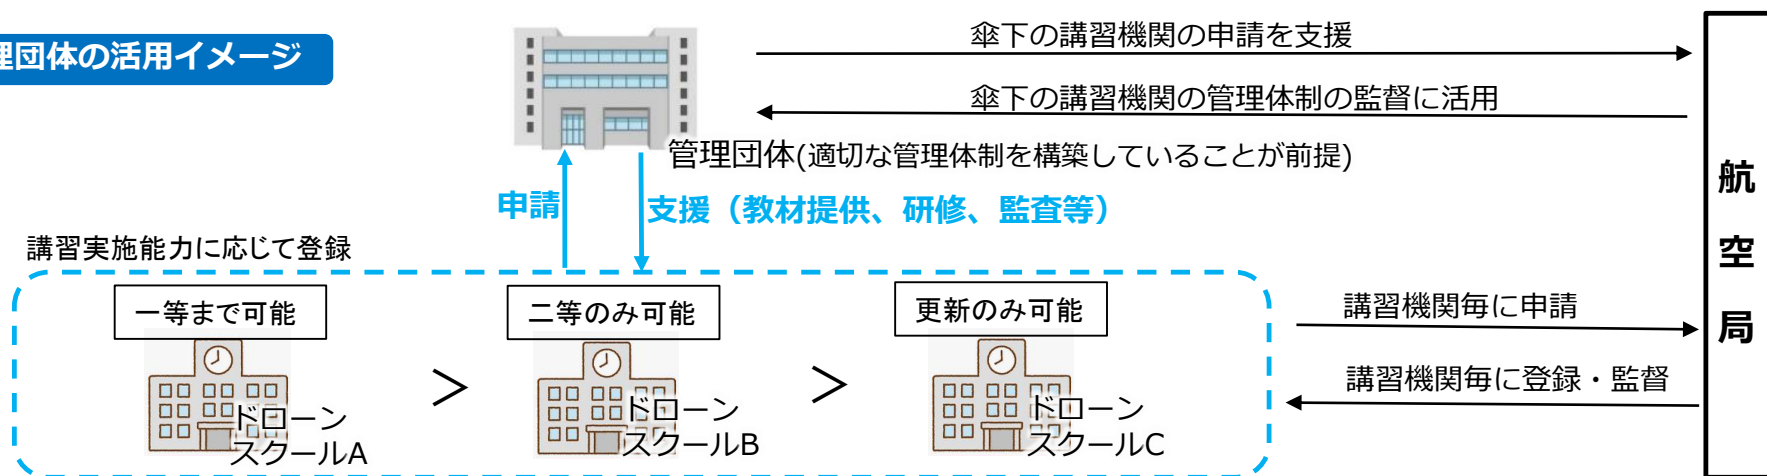 理団体の活用イメージ
傘下の講習機関の申請を支援
傘下の講習機関の管理体制の監督に活用
管理団体(適切な管理体制を構築していることが前提)
申請
支援（教材提供、研修、監査等）
講習実施能力に応じて登録
一等まで可能
二等のみ可能
更新のみ可能
＞
＞
ドローン
スクールA
ドローン
スクールB
ドローン
スクールC
講習機関毎に申請
講習機関毎に登録・監督
航
空
局